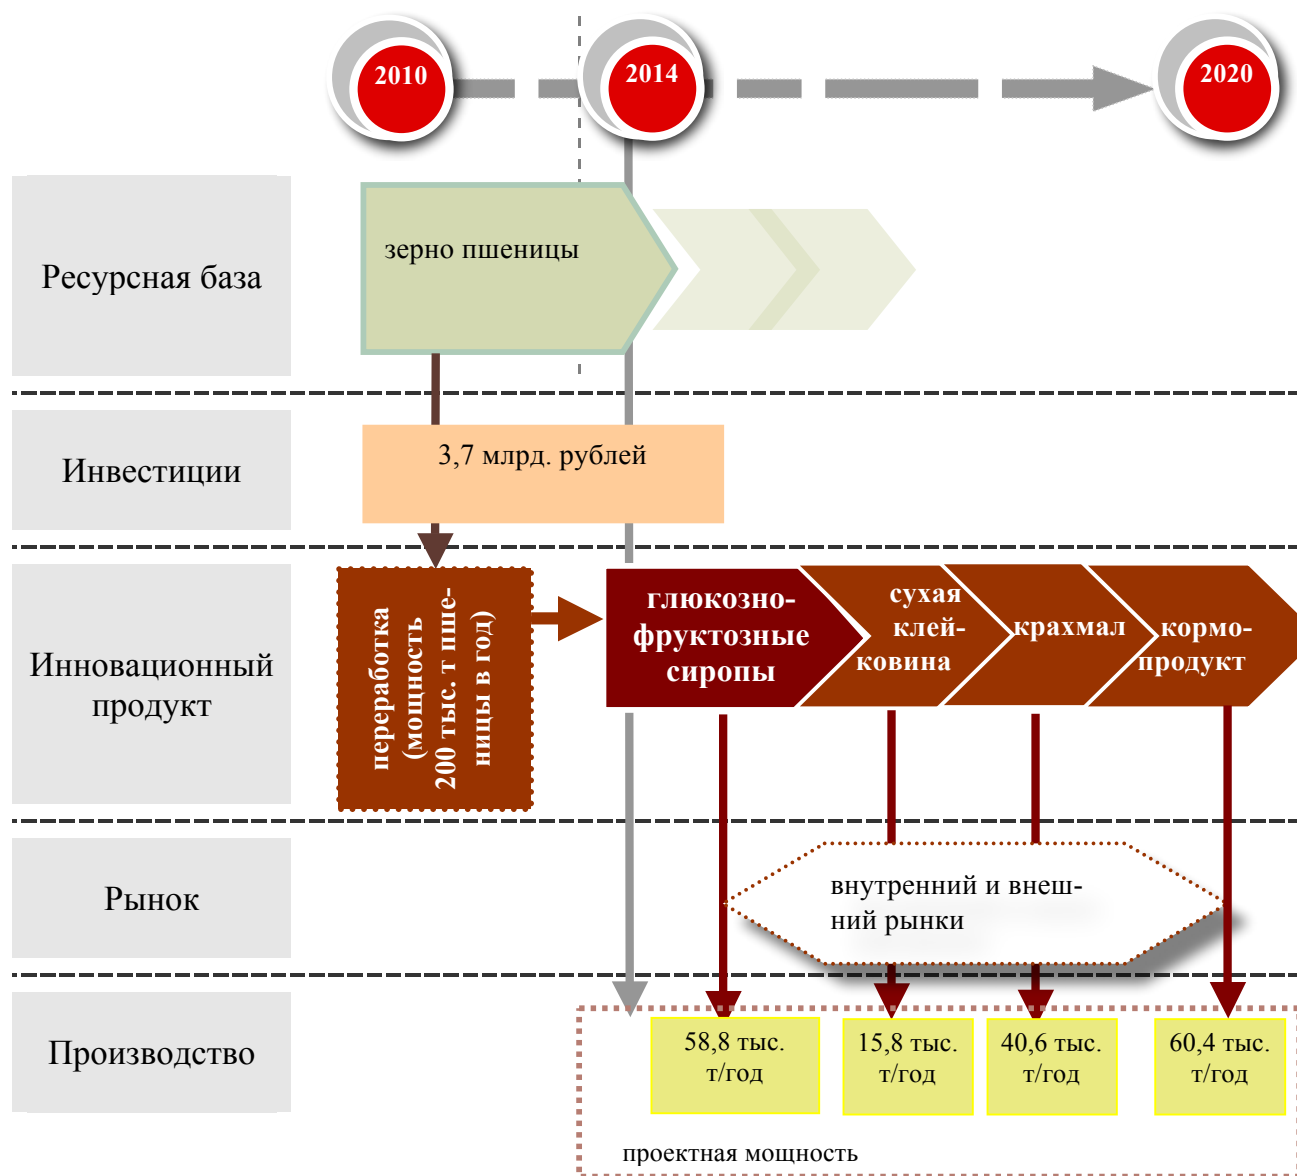 2010
2014
2020
Ресурсная база
зерно пшеницы
Инвестиции
3,7 млрд. рублей
Инновационный
продукт
переработка
(мощность
200 тыс. т пше-
ницы в год)
глюкозно-
фруктозные
сиропы
сухая
клей-
ковина
крахмал
кормо-
продукт
Рынок
внутренний и внеш-
ний рынки
Производство
58,8 тыс.
т/год
15,8 тыс.
т/год
40,6 тыс.
т/год
60,4 тыс.
т/год
проектная мощность